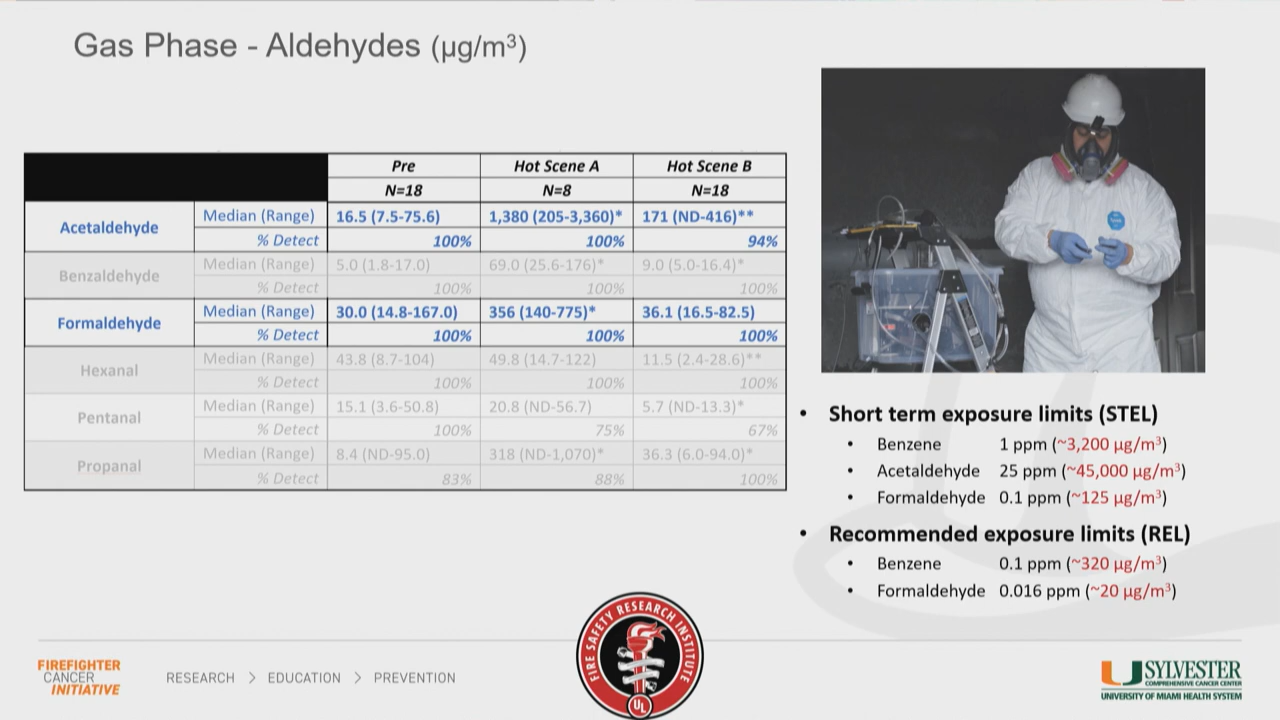 Gas Phase - Aldehydes (µg/m³)
Pre Hot Scene A Hot Scene B
N=18 N=8 N=18
Acetaldehyde Median (Range) 16.5 (7.5-75.6) 1,380 (205-3,360)* 171 (ND-416)**
% Detect 100% 100% 94%
Benzaldehyde Median (Range) 5.0 (1.8-17.0) 69.0 (25.6-176)* 9.0 (5.0-16.4)*
% Detect 100% 100% 100%
Formaldehyde Median (Range) 30.0 (14.8-167.0) 356 (140-775)* 36.1 (16.5-82.5)
% Detect 100% 100% 100%
Hexanal Median (Range) 43.8 (8.7-104) 49.8 (14.7-122) 11.5 (2.4-28.6)**
% Detect 100% 100% 100%
Pentanal Median (Range) 15.1 (3.6-50.8) 20.8 (ND-56.7) 5.7 (ND-13.3)*
% Detect 100% 75% 67%
Propanal Median (Range) 8.4 (ND-95.0) 318 (ND-1,070)* 36.3 (6.0-94.0)*
% Detect 83% 88% 100%
• Short term exposure limits (STEL)
• Benzene 1 ppm (~3,200 µg/m³)
• Acetaldehyde 25 ppm (~45,000 µg/m³)
• Formaldehyde 0.1 ppm (~125 µg/m³)
• Recommended exposure limits (REL)
• Benzene 0.1 ppm (~320 µg/m³)
• Formaldehyde 0.016 ppm (~20 µg/m³)
FIREFIGHTER
CANCER
INITIATIVE
RESEARCH > EDUCATION > PREVENTION
FIRE SAFETY RESEARCH INSTITUTE
UL
SYLVESTER
COMPREHENSIVE CANCER CENTER
UNIVERSITY OF MIAMI HEALTH SYSTEM